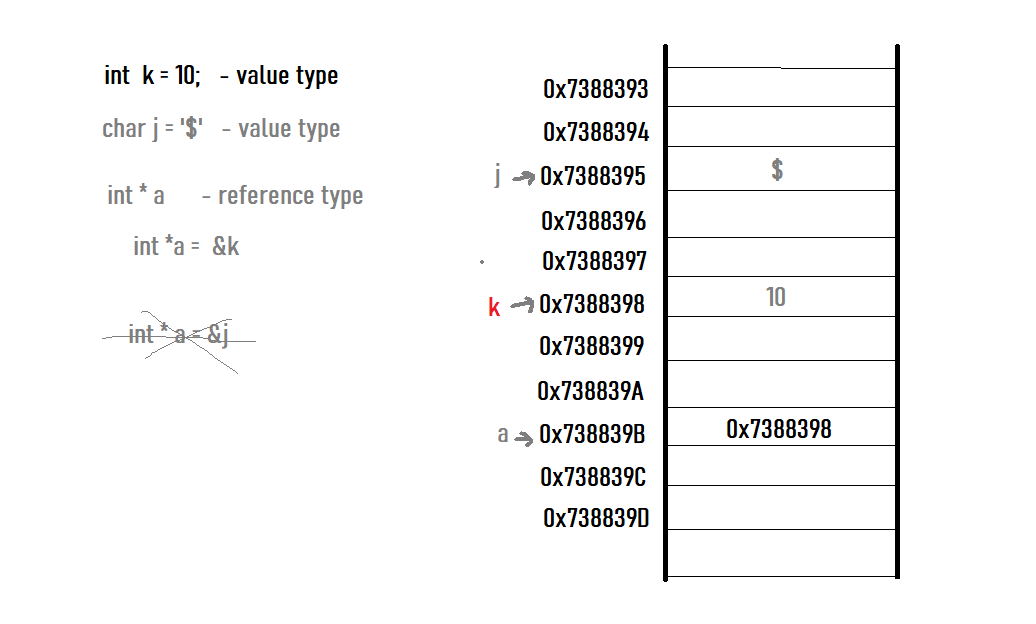 int k = 10; - value type
char j = '$' - value type
int * a - reference type
int *a = &k
int * a = &j
0x7388393
0x7388394
j 0x7388395 $
0x7388396
0x7388397
k 0x7388398 10
0x7388399
0x738839A
a 0x738839B 0x7388398
0x738839C
0x738839D